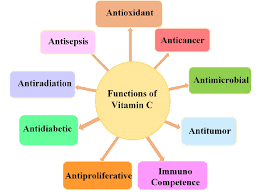 Antioxidant
Antisepsis
Anticancer
Antiradiation
Functions of
Vitamin C
Antimicrobial
Antidiabetic
Antitumor
Antiproliferative
Immuno
Competence